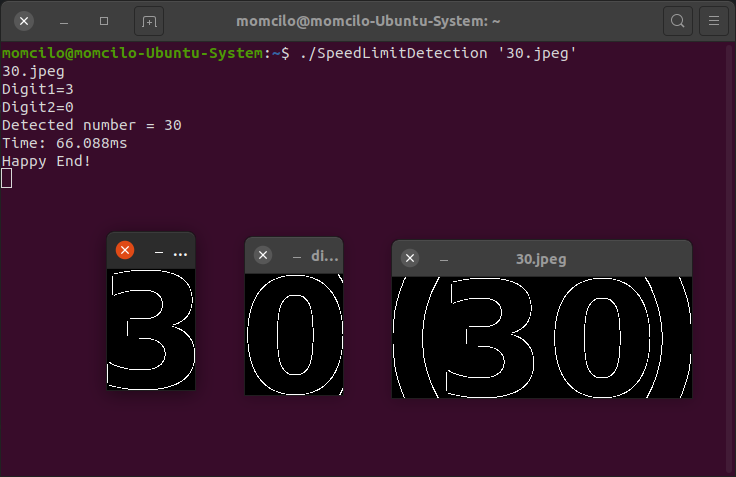 momcilo@momcilo-Ubuntu-System: ~
momcilo@momcilo-Ubuntu-System:~$ ./SpeedLimitDetection '30.jpeg'
30.jpeg
Digit1=3
Digit2=0
Detected number = 30
Time: 66.088ms
Happy End!
...
di...
30.jpeg
3
0
30